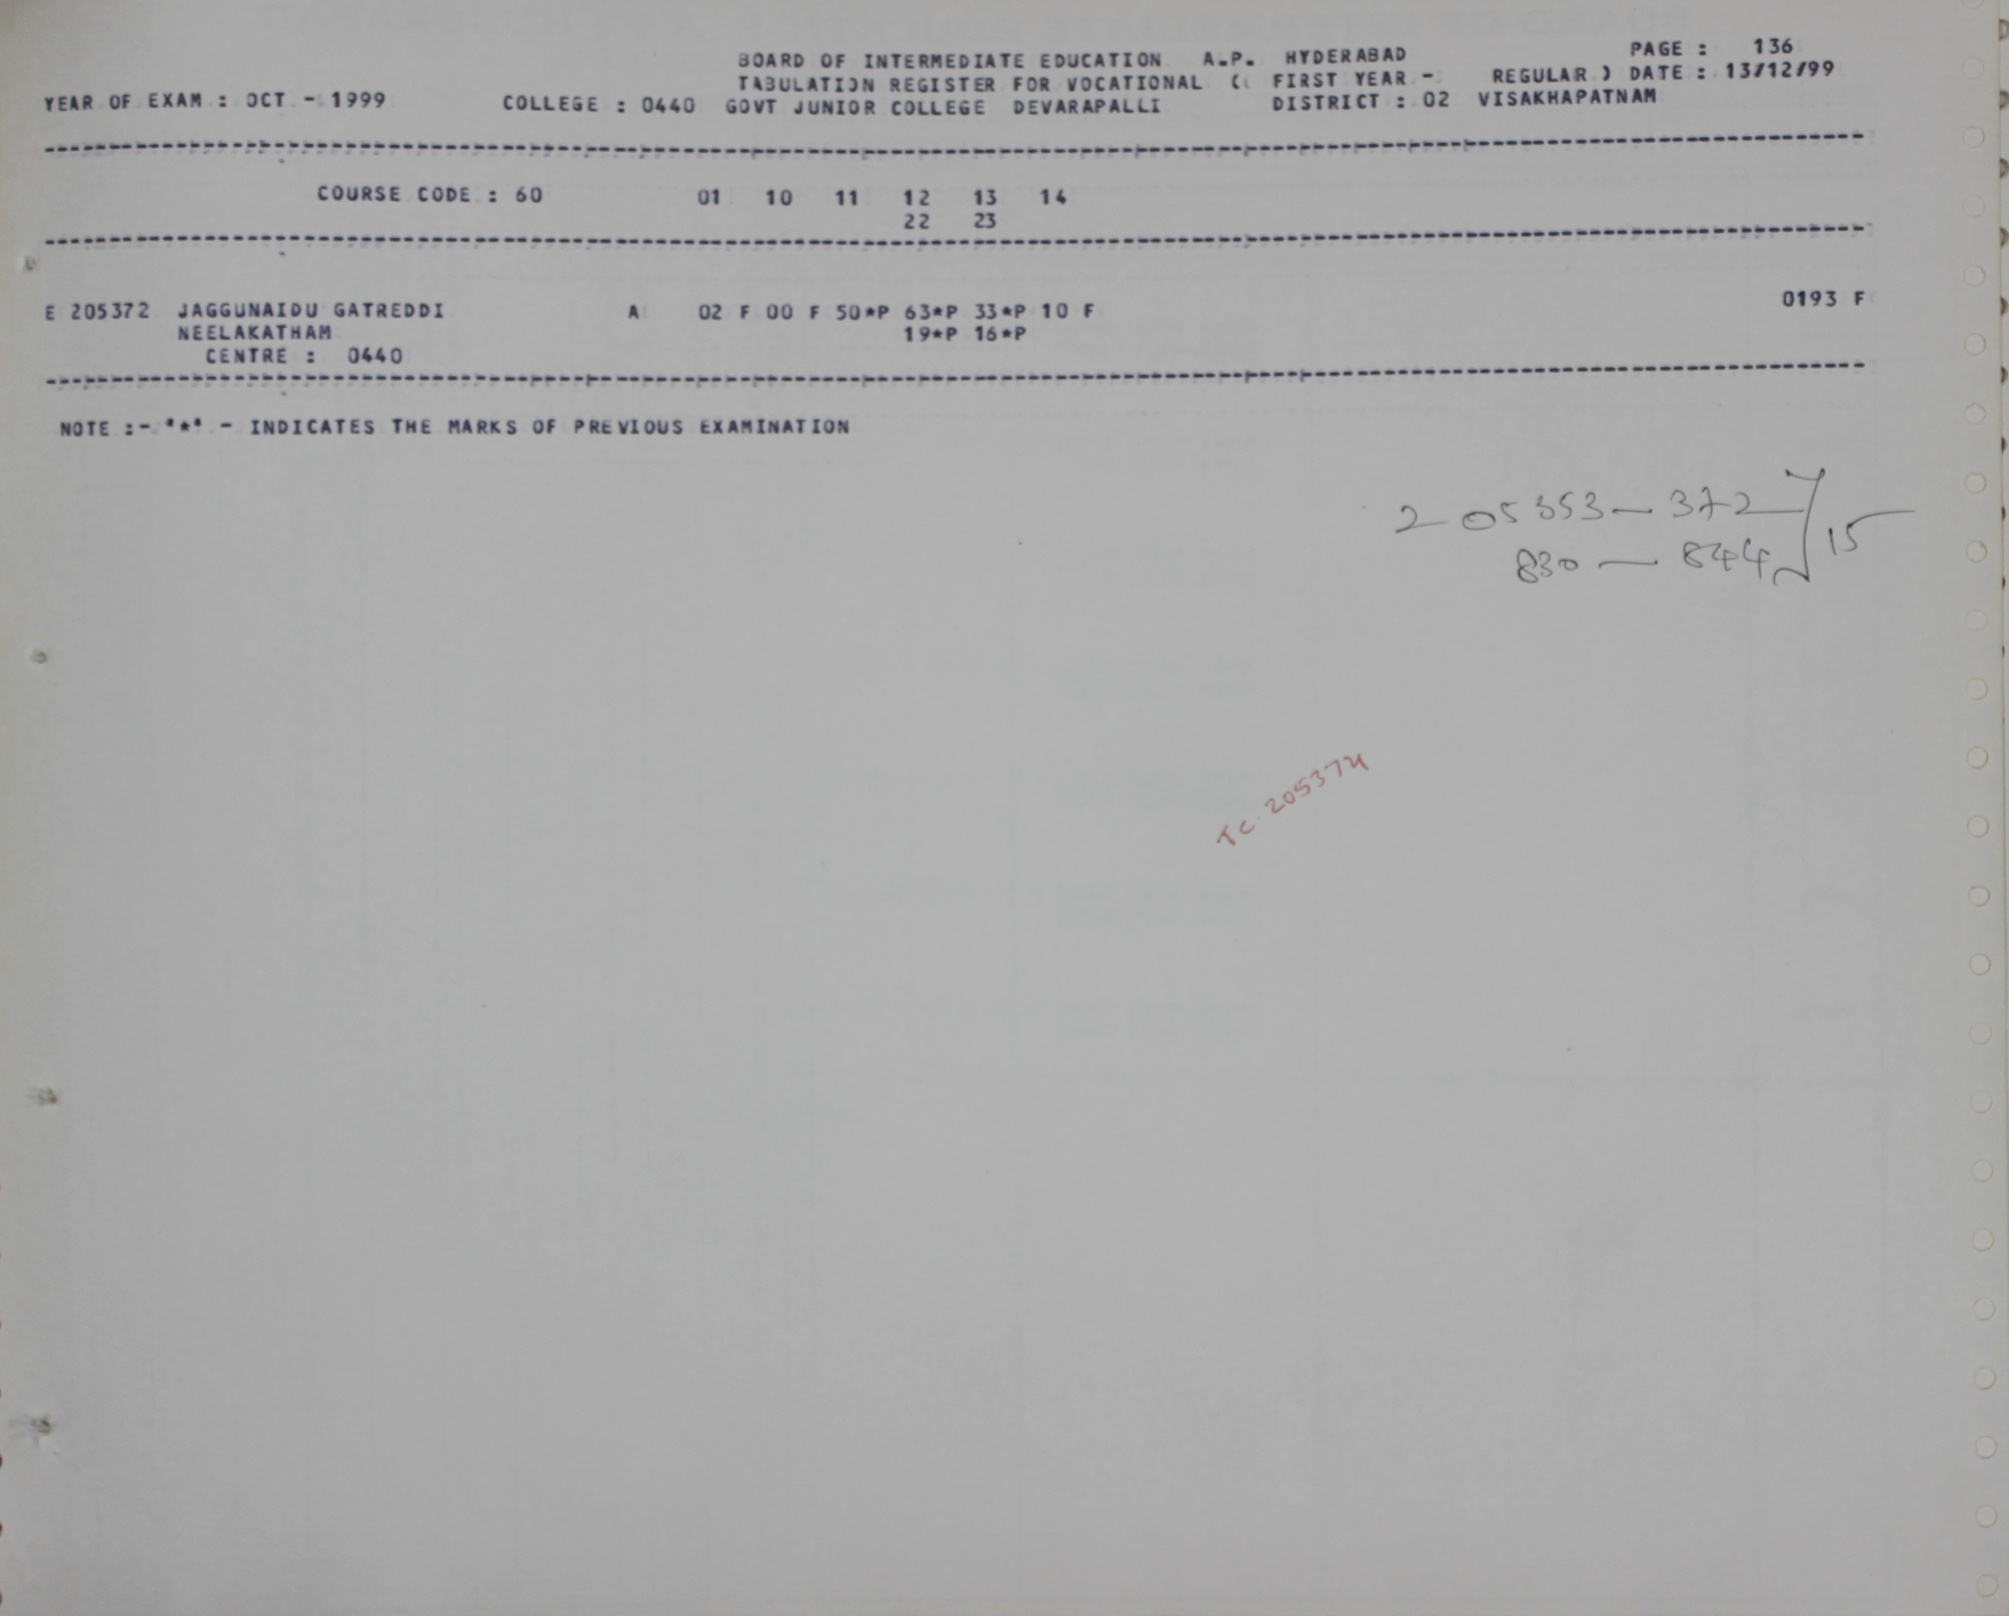 BOARD OF INTERMEDIATE EDUCATION A.P. HYDERABAD PAGE : 136
TABULATION REGISTER FOR VOCATIONAL ( FIRST YEAR - REGULAR ) DATE : 13/12/99
YEAR OF EXAM : OCT - 1999 COLLEGE : 0440 GOVT JUNIOR COLLEGE DEVARAPALLI DISTRICT : 02 VISAKHAPATNAM
COURSE CODE : 60 01 10 11 12 13 14
22 23
E 205372 JAGGUNAIDU GATREDDI A 02 F 00 F 50*P 63*P 33*P 10 F 0193 F
NEELAKATHAM 19*P 16*P
CENTRE : 0440
NOTE :- "*" - INDICATES THE MARKS OF PREVIOUS EXAMINATION
205353 — 372
830 — 844 15
TC 205374